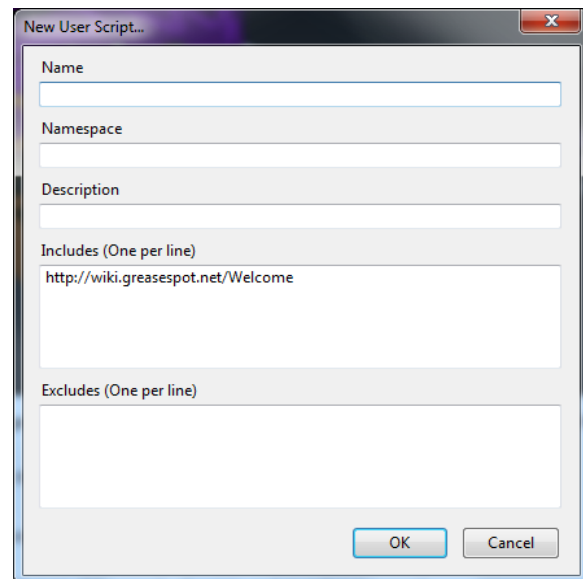 New User Script...
Name
Namespace
Description
Includes (One per line)
http://wiki.greasespot.net/Welcome
Excludes (One per line)
OK
Cancel